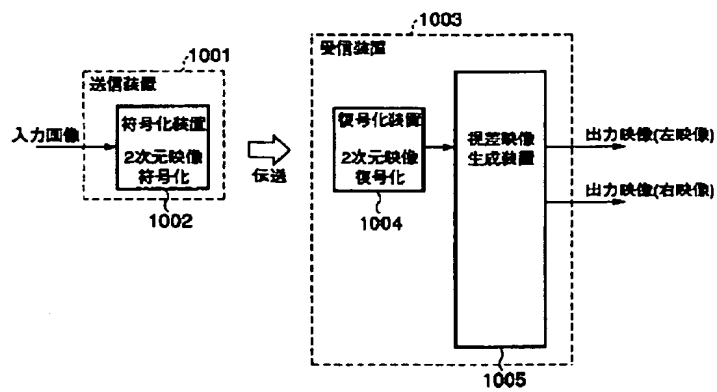 1001
送信装置
入力画像
符号化装置
2次元映像
符号化
1002
伝送
1003
受信装置
復号化装置
2次元映像
復号化
1004
視差映像
生成装置
1005
出力映像(左映像)
出力映像(右映像)